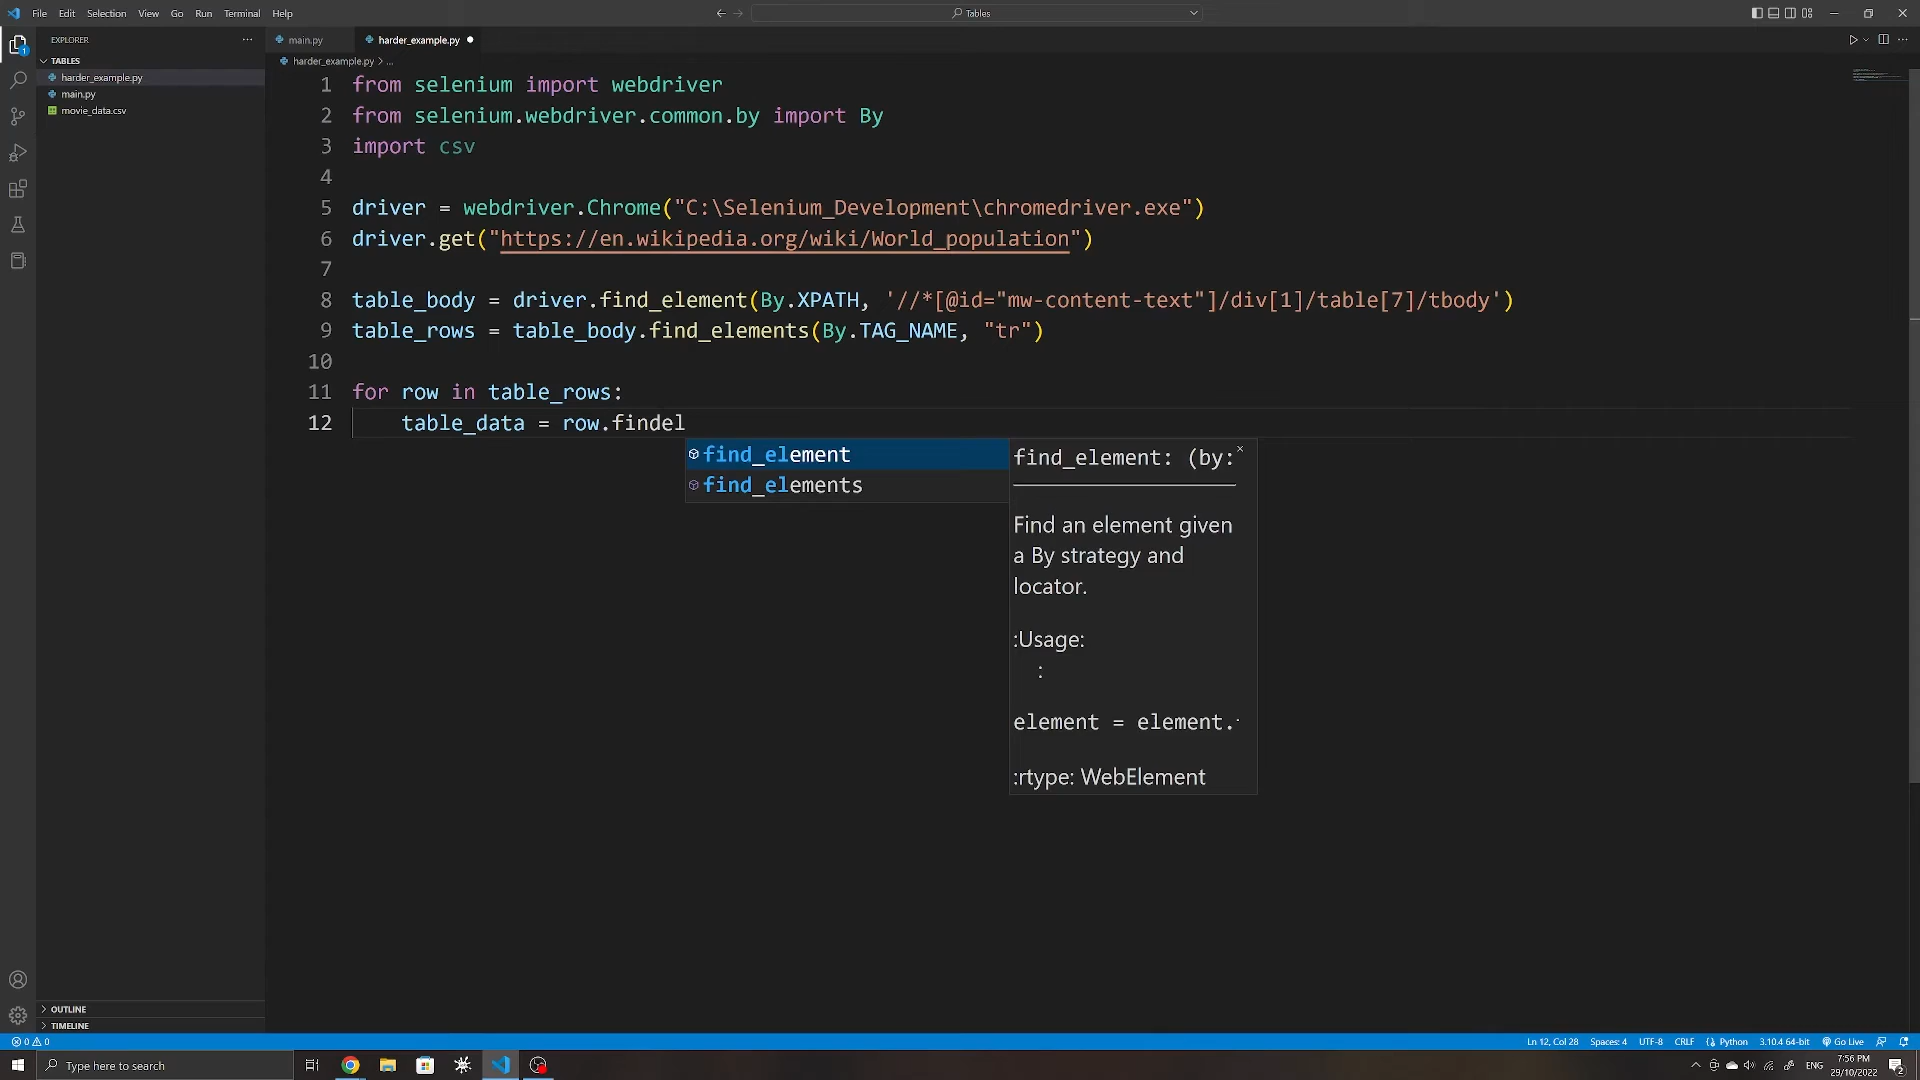 File Edit Selection View Go Run Terminal Help
Tables
EXPLORER
TABLES
harder_example.py
main.py
movie_data.csv
main.py harder_example.py
harder_example.py > ...
1 from selenium import webdriver
2 from selenium.webdriver.common.by import By
3 import csv
4
5 driver = webdriver.Chrome("C:\Selenium_Development\chromedriver.exe")
6 driver.get("https://en.wikipedia.org/wiki/World_population")
7
8 table_body = driver.find_element(By.XPATH, '//*[@id="mw-content-text"]/div[1]/table[7]/tbody')
9 table_rows = table_body.find_elements(By.TAG_NAME, "tr")
10
11 for row in table_rows:
12 table_data = row.findel
find_element
find_elements
find_element: (by:
Find an element given
a By strategy and
locator.
:Usage:
:
element = element.
:rtype: WebElement
OUTLINE
TIMELINE
0 0
Ln 12, Col 28 Spaces: 4 UTF-8 CRLF Python 3.10.4 64-bit Go Live
Type here to search
ENG
7:56 PM
29/10/2022
1
2